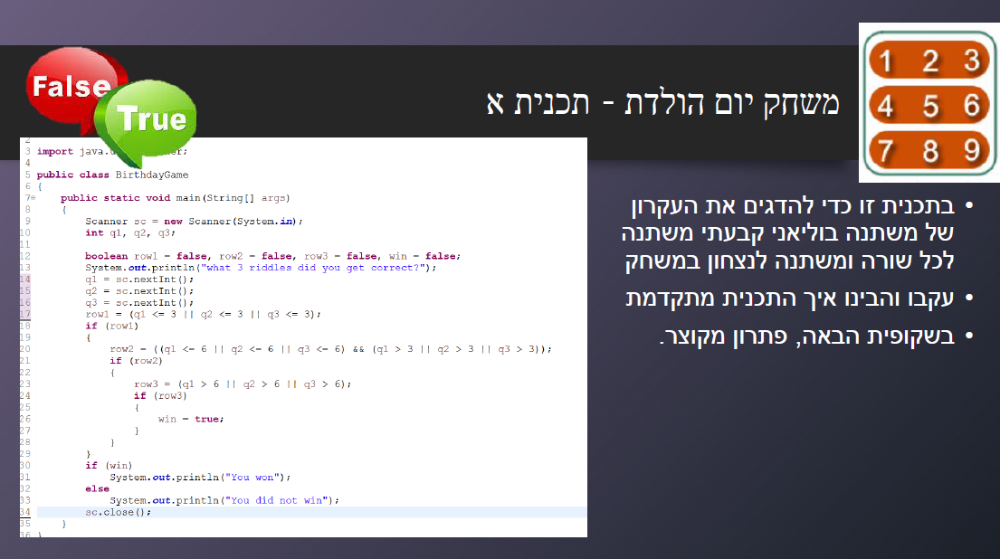 False
True
משחק יום הולדת - תכנית א
1 2 3
4 5 6
7 8 9
2
3 import java.
4
5 public class BirthdayGame
6 {
7 public static void main(String[] args)
8 {
9 Scanner sc = new Scanner(System.in);
10 int q1, q2, q3;
11
12 boolean row1 = false, row2 = false, row3 = false, win = false;
13 System.out.println("what 3 riddles did you get correct?");
14 q1 = sc.nextInt();
15 q2 = sc.nextInt();
16 q3 = sc.nextInt();
17 row1 = (q1 <= 3 || q2 <= 3 || q3 <= 3);
18 if (row1)
19 {
20 row2 = ((q1 <= 6 || q2 <= 6 || q3 <= 6) && (q1 > 3 || q2 > 3 || q3 > 3));
21 if (row2)
22 {
23 row3 = (q1 > 6 || q2 > 6 || q3 > 6);
24 if (row3)
25 {
26 win = true;
27 }
28 }
29 }
30 if (win)
31 System.out.println("You won");
32 else
33 System.out.println("You did not win");
34 sc.close();
35 }
36 }
• בתכנית זו כדי להדגים את העקרון
של משתנה בוליאני קבעתי משתנה
לכל שורה ומשתנה לנצחון במשחק
• עקבו והבינו איך התכנית מתקדמת
• בשקופית הבאה, פתרון מקוצר.